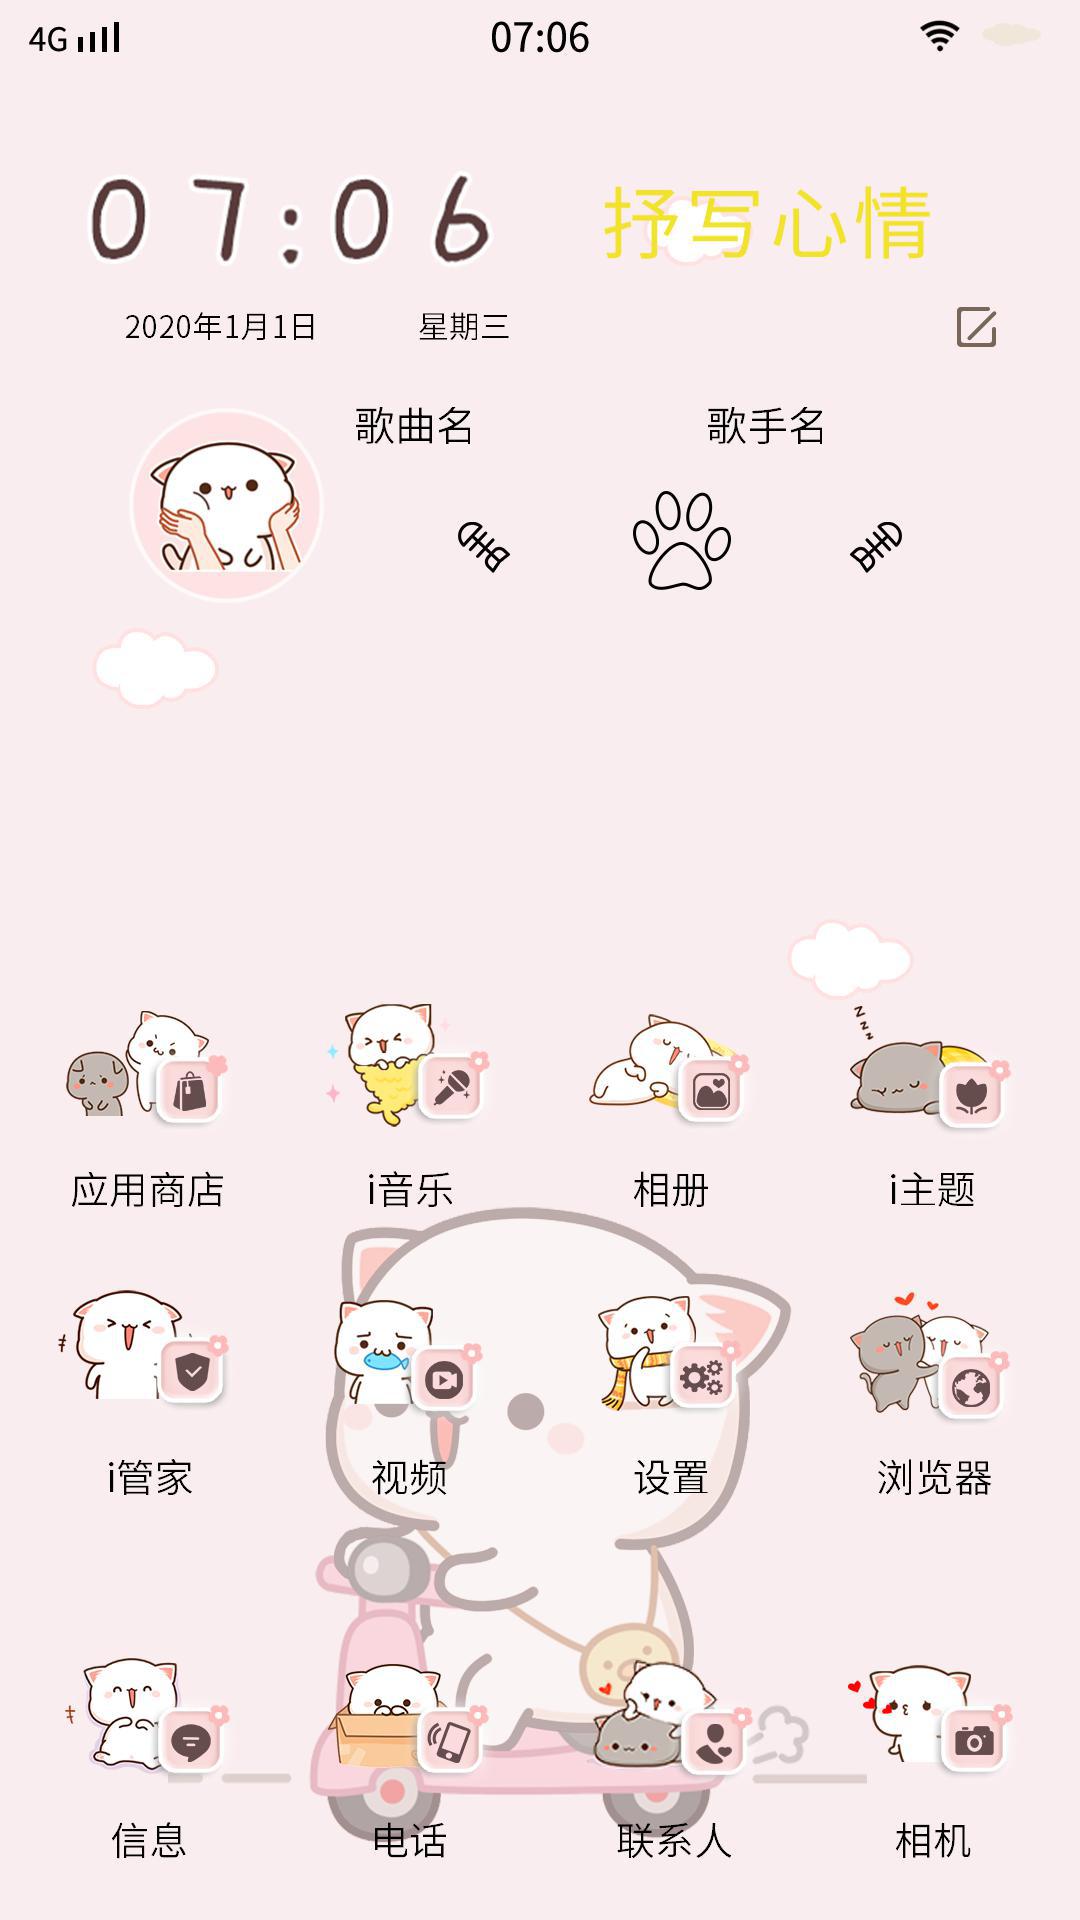 4G 07:06
07:06 抒写心情
2020年1月1日 星期三
歌曲名 歌手名
z z z
应用商店 i音乐 相册 i主题
i管家 视频 设置 浏览器
信息 电话 联系人 相机